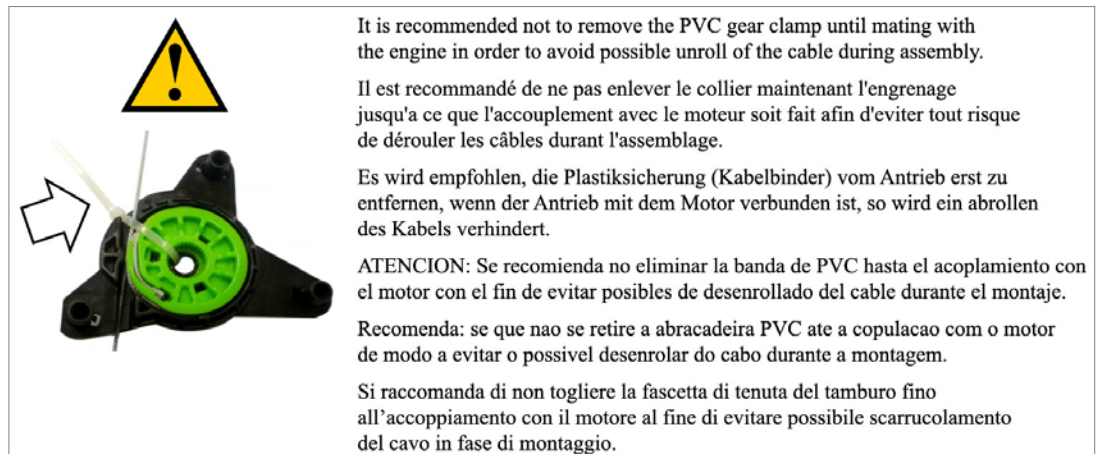 It is recommended not to remove the PVC gear clamp until mating with
the engine in order to avoid possible unroll of the cable during assembly.
Il est recommandé de ne pas enlever le collier maintenant l'engrenage
jusqu'a ce que l'accouplement avec le moteur soit fait afin d'eviter tout risque
de dérouler les câbles durant l'assemblage.
Es wird empfohlen, die Plastiksicherung (Kabelbinder) vom Antrieb erst zu
entfernen, wenn der Antrieb mit dem Motor verbunden ist, so wird ein abrollen
des Kabels verhindert.
ATENCION: Se recomienda no eliminar la banda de PVC hasta el acoplamiento con
el motor con el fin de evitar posibles de desenrollado del cable durante el montaje.
Recomenda: se que nao se retire a abracadeira PVC ate a copulacao com o motor
de modo a evitar o possivel desenrolar do cabo durante a montagem.
Si raccomanda di non togliere la fascetta di tenuta del tamburo fino
all’accoppiamento con il motore al fine di evitare possibile scarrucolamento
del cavo in fase di montaggio.